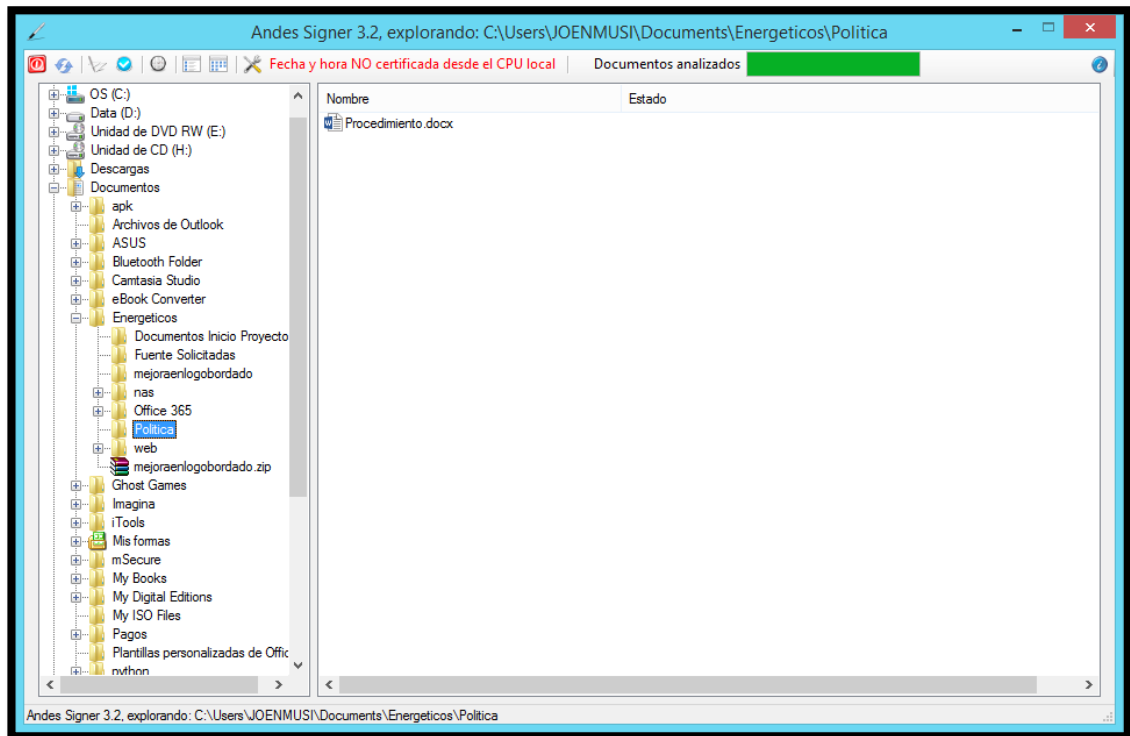 Andes Signer 3.2, explorando: C:\Users\JOENMUSI\Documents\Energeticos\Politica
Fecha y hora NO certificada desde el CPU local
Documentos analizados
OS (C:)
Data (D:)
Unidad de DVD RW (E:)
Unidad de CD (H:)
Descargas
Documentos
apk
Archivos de Outlook
ASUS
Bluetooth Folder
Camtasia Studio
eBook Converter
Energeticos
Documentos Inicio Proyecto
Fuente Solicitadas
mejoraenlogobordado
nas
Office 365
Politica
web
mejoraenlogobordado.zip
Ghost Games
Imagina
iTools
Mis formas
mSecure
My Books
My Digital Editions
My ISO Files
Pagos
Plantillas personalizadas de Offic
python
Nombre Estado
Procedimiento.docx
Andes Signer 3.2, explorando: C:\Users\JOENMUSI\Documents\Energeticos\Politica